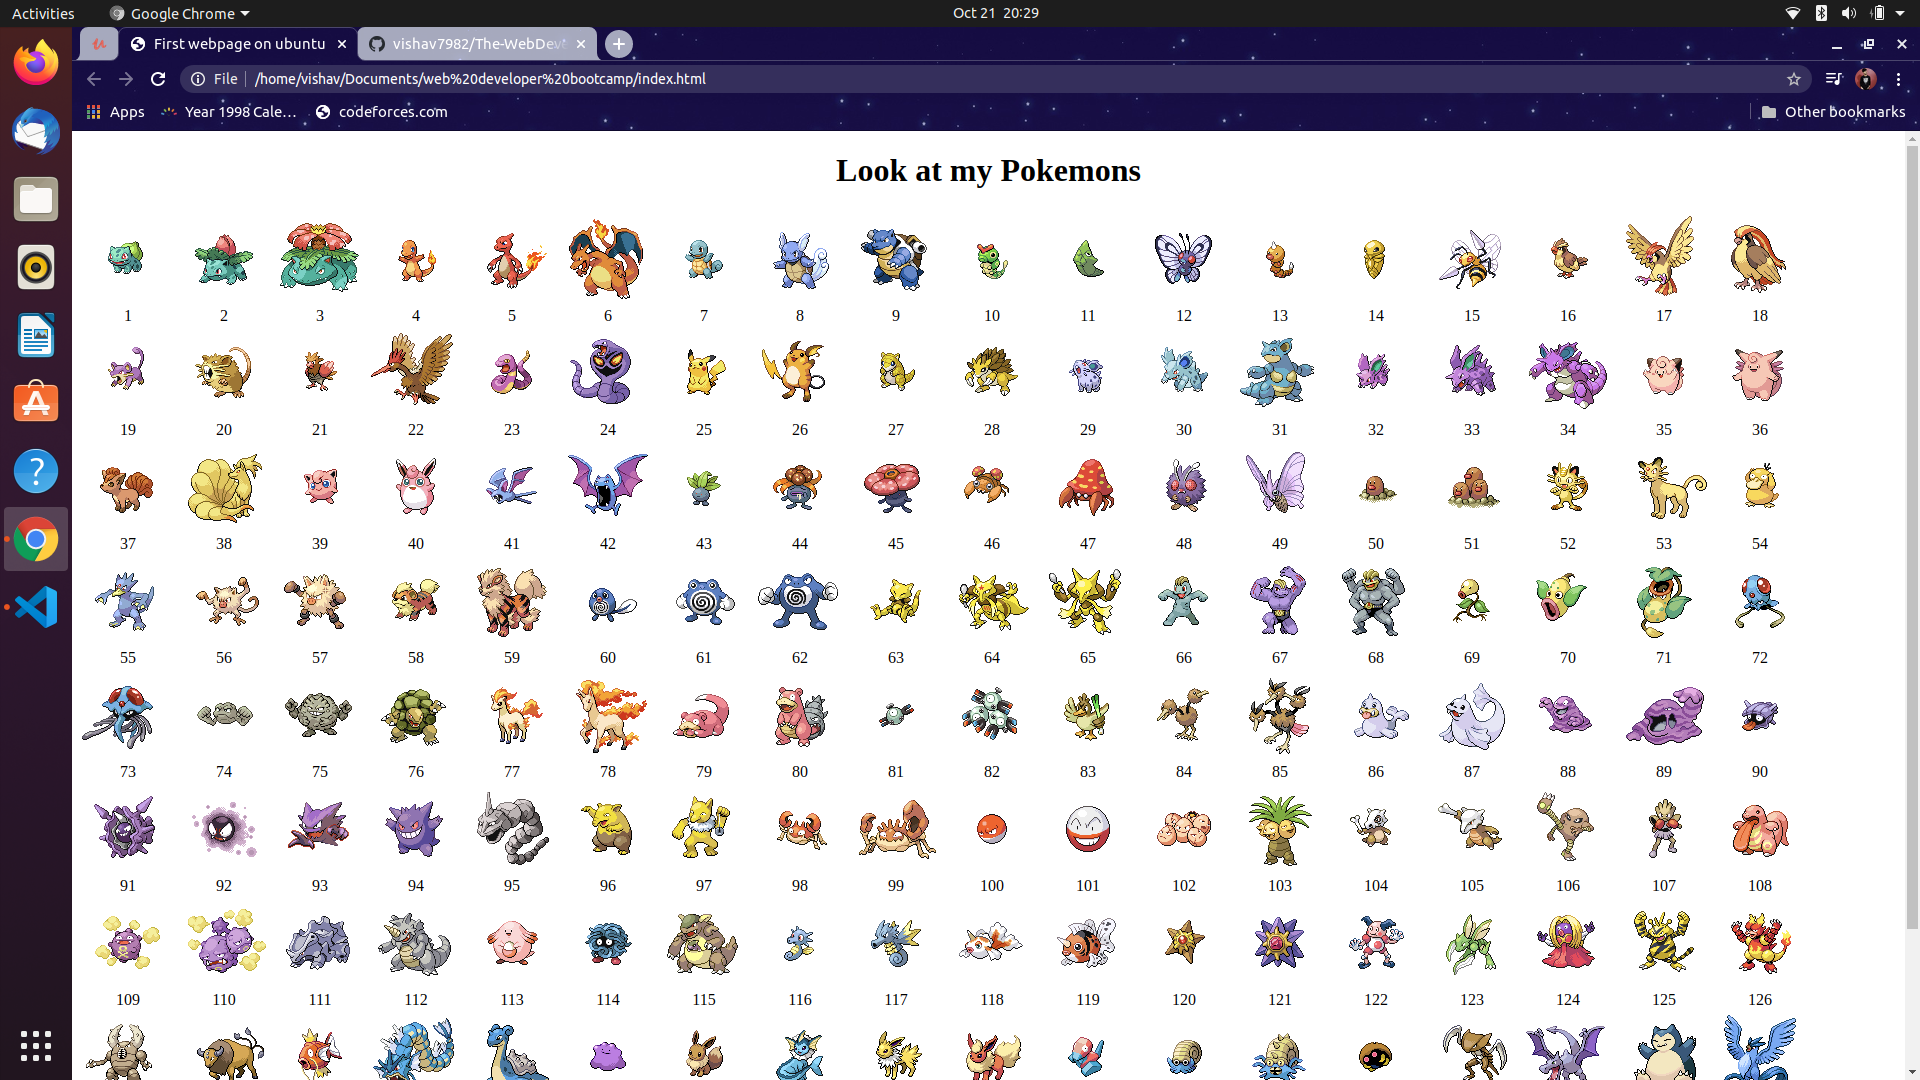 Activities Google Chrome Oct 21 20:29
First webpage on ubuntu vishav7982/The-WebDev
File /home/vishav/Documents/web%20developer%20bootcamp/index.html
Apps Year 1998 Cale... codeforces.com Other bookmarks
Look at my Pokemons
1 2 3 4 5 6 7 8 9 10 11 12 13 14 15 16 17 18
19 20 21 22 23 24 25 26 27 28 29 30 31 32 33 34 35 36
37 38 39 40 41 42 43 44 45 46 47 48 49 50 51 52 53 54
55 56 57 58 59 60 61 62 63 64 65 66 67 68 69 70 71 72
73 74 75 76 77 78 79 80 81 82 83 84 85 86 87 88 89 90
91 92 93 94 95 96 97 98 99 100 101 102 103 104 105 106 107 108
109 110 111 112 113 114 115 116 117 118 119 120 121 122 123 124 125 126